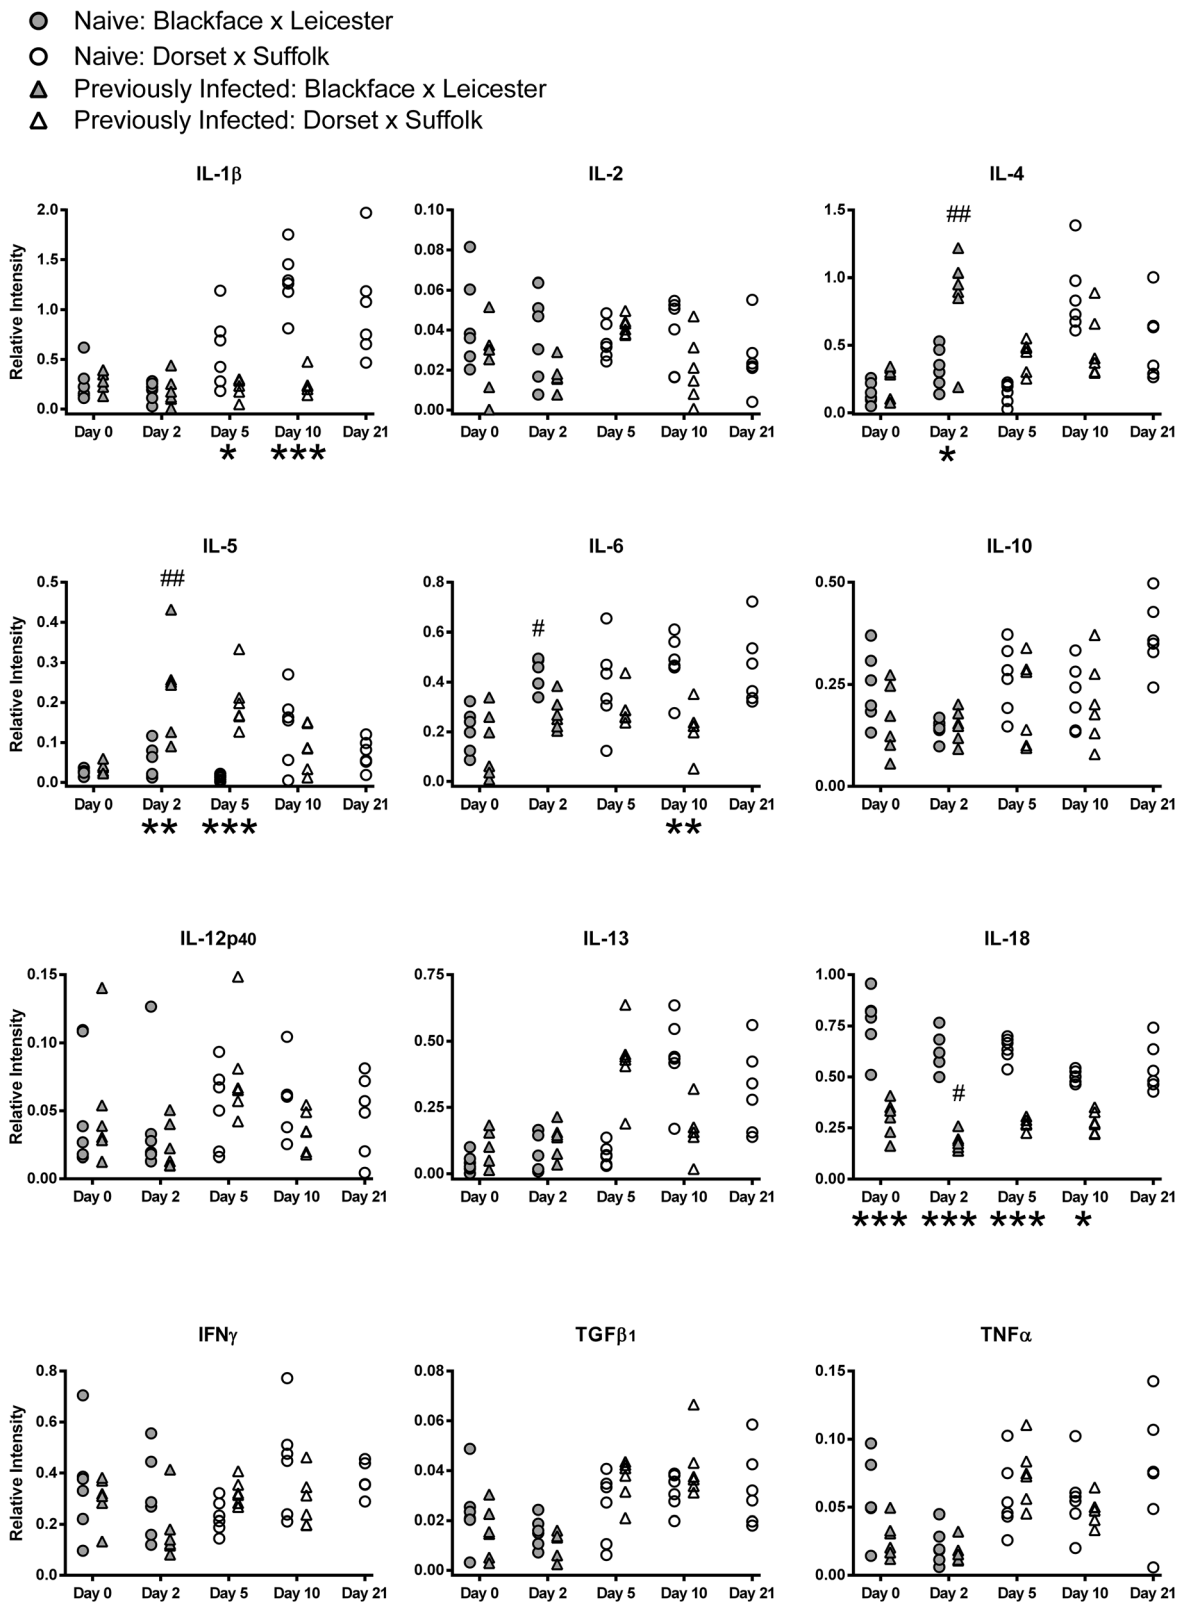 Naive: Blackface x Leicester
Naive: Dorset x Suffolk
Previously Infected: Blackface x Leicester
Previously Infected: Dorset x Suffolk
IL-1β IL-2 IL-4
Relative Intensity
2.0 1.5 1.0 0.5 0.0
0.10 0.08 0.06 0.04 0.02 0.00
1.5 1.0 0.5 0.0
##
Day 0 Day 2 Day 5 Day 10 Day 21 Day 0 Day 2 Day 5 Day 10 Day 21 Day 0 Day 2 Day 5 Day 10 Day 21
* *** *
IL-5 IL-6 IL-10
Relative Intensity
0.5 0.4 0.3 0.2 0.1 0.0
##
0.8 0.6 0.4 0.2 0.0
#
0.50 0.25 0.00
Day 0 Day 2 Day 5 Day 10 Day 21 Day 0 Day 2 Day 5 Day 10 Day 21 Day 0 Day 2 Day 5 Day 10 Day 21
** *** **
IL-12p40 IL-13 IL-18
Relative Intensity
0.15 0.10 0.05 0.00
0.75 0.50 0.25 0.00
1.00 0.75 0.50 0.25 0.00
#
Day 0 Day 2 Day 5 Day 10 Day 21 Day 0 Day 2 Day 5 Day 10 Day 21 Day 0 Day 2 Day 5 Day 10 Day 21
*** *** *** *
IFNγ TGFβ1 TNFα
Relative Intensity
0.8 0.6 0.4 0.2 0.0
0.08 0.06 0.04 0.02 0.00
0.15 0.10 0.05 0.00
Day 0 Day 2 Day 5 Day 10 Day 21 Day 0 Day 2 Day 5 Day 10 Day 21 Day 0 Day 2 Day 5 Day 10 Day 21